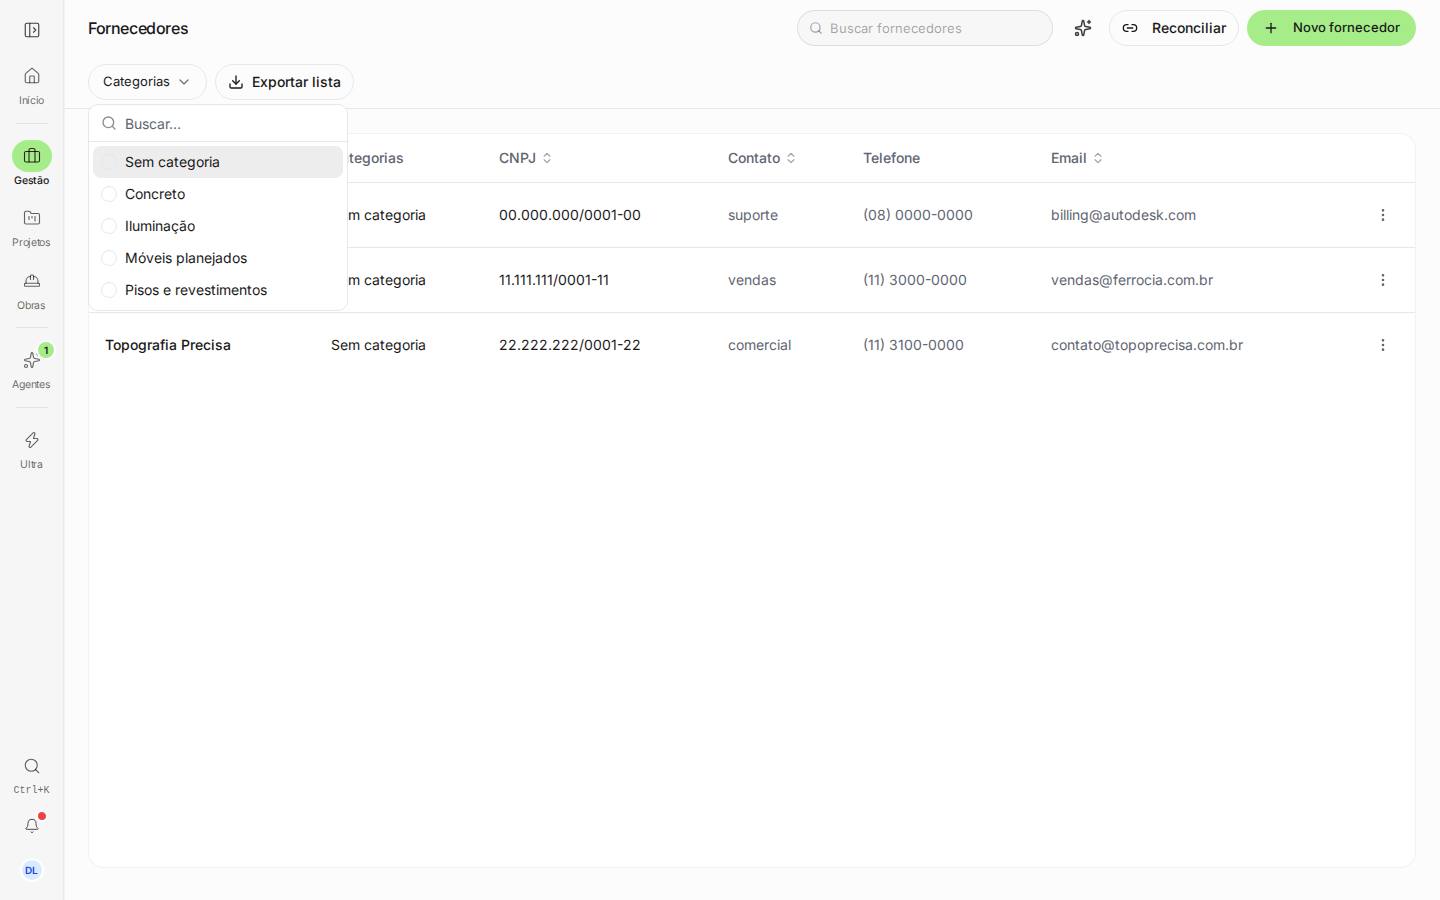 Fornecedores
Buscar fornecedores
Reconciliar
Novo fornecedor
Categorias
Exportar lista
Início
Gestão
Projetos
Obras
1
Agentes
Ultra
Ctrl+K
DL
Buscar...
Sem categoria
Concreto
Iluminação
Móveis planejados
Pisos e revestimentos
tegorias CNPJ Contato Telefone Email
m categoria 00.000.000/0001-00 suporte (08) 0000-0000 billing@autodesk.com
m categoria 11.111.111/0001-11 vendas (11) 3000-0000 vendas@ferrocia.com.br
Topografia Precisa Sem categoria 22.222.222/0001-22 comercial (11) 3100-0000 contato@topoprecisa.com.br